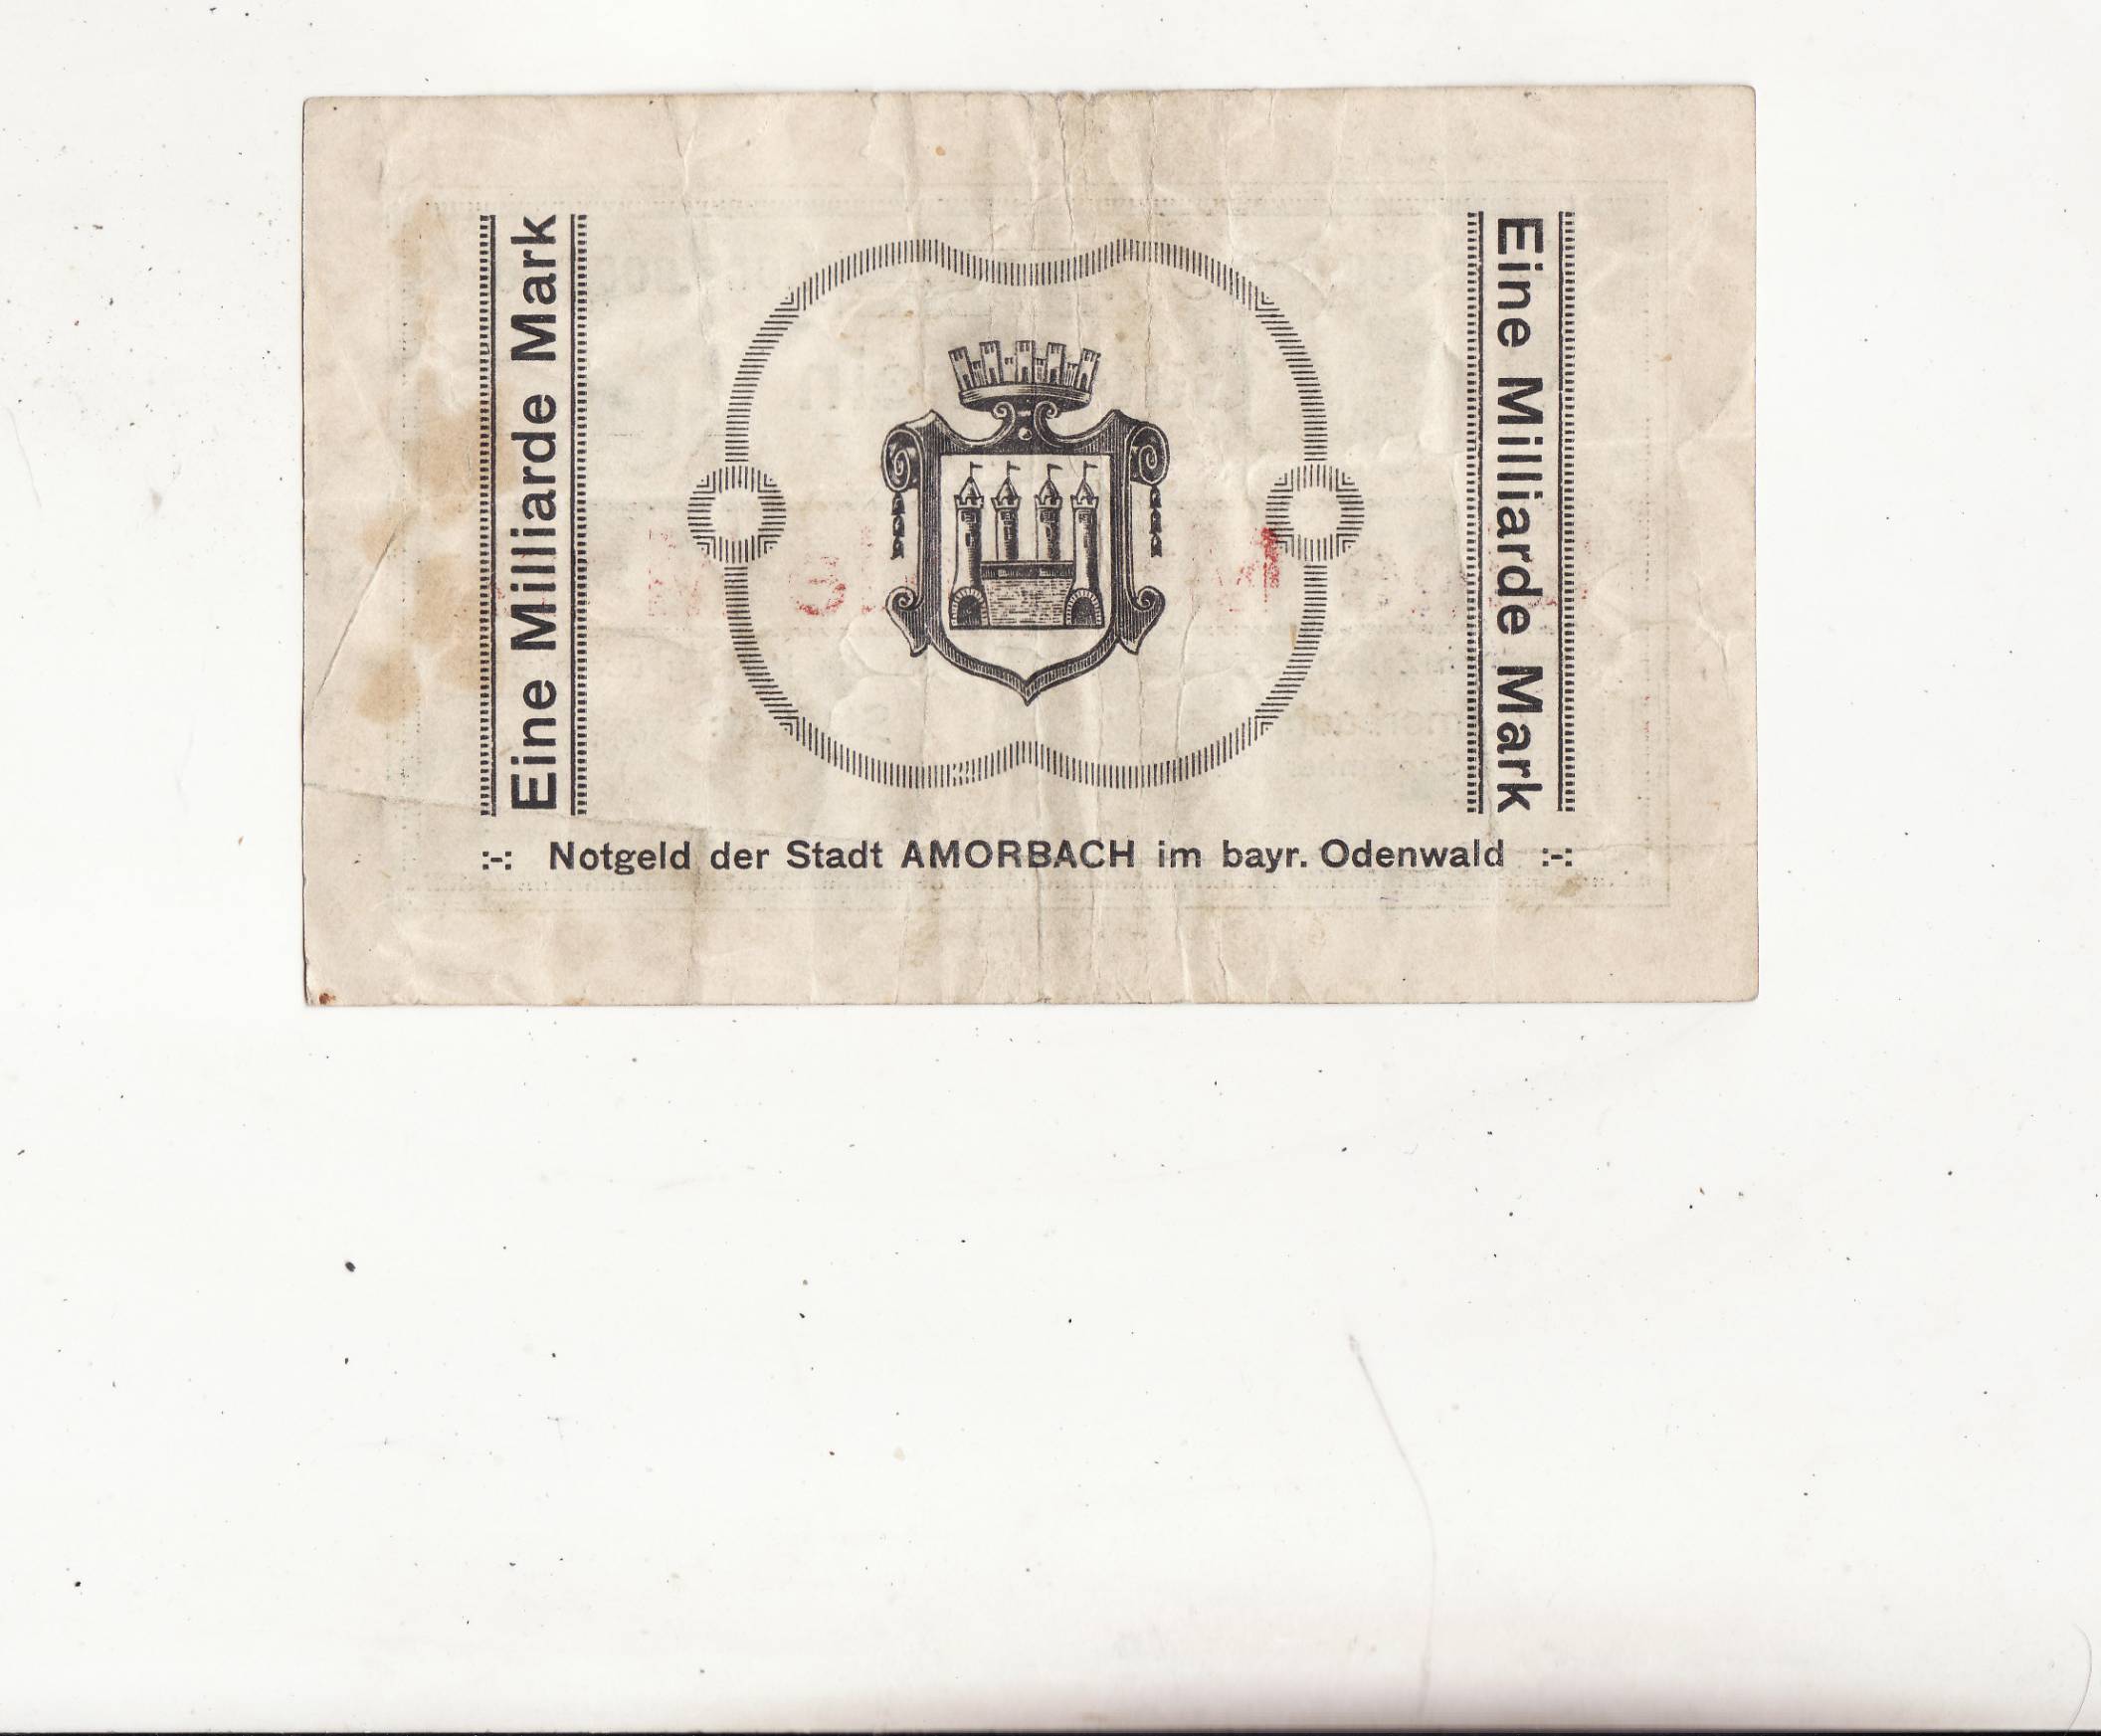 Eine Milliarde Mark
Eine Milliarde Mark
:-: Notgeld der Stadt AMORBACH im bayr. Odenwald :-: